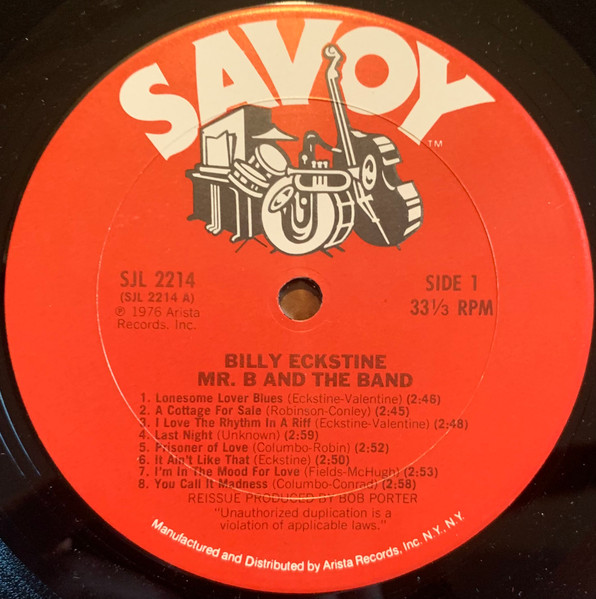 SAVOY
TM
SJL 2214
(SJL 2214 A)
℗ 1976 Arista
Records, Inc.
SIDE 1
33⅓ RPM
BILLY ECKSTINE
MR. B AND THE BAND
1. Lonesome Lover Blues (Eckstine-Valentine) (2:46)
2. A Cottage For Sale (Robinson-Conley) (2:45)
3. I Love The Rhythm In A Riff (Eckstine-Valentine) (2:48)
4. Last Night (Unknown) (2:59)
5. Prisoner of Love (Columbo-Robin) (2:52)
6. It Ain't Like That (Eckstine) (2:50)
7. I'm In The Mood For Love (Fields-McHugh) (2:53)
8. You Call It Madness (Columbo-Conrad) (2:58)
REISSUE PRODUCED BY BOB PORTER
"Unauthorized duplication is a
violation of applicable laws."
Manufactured and Distributed by Arista Records, Inc. N.Y., N.Y.